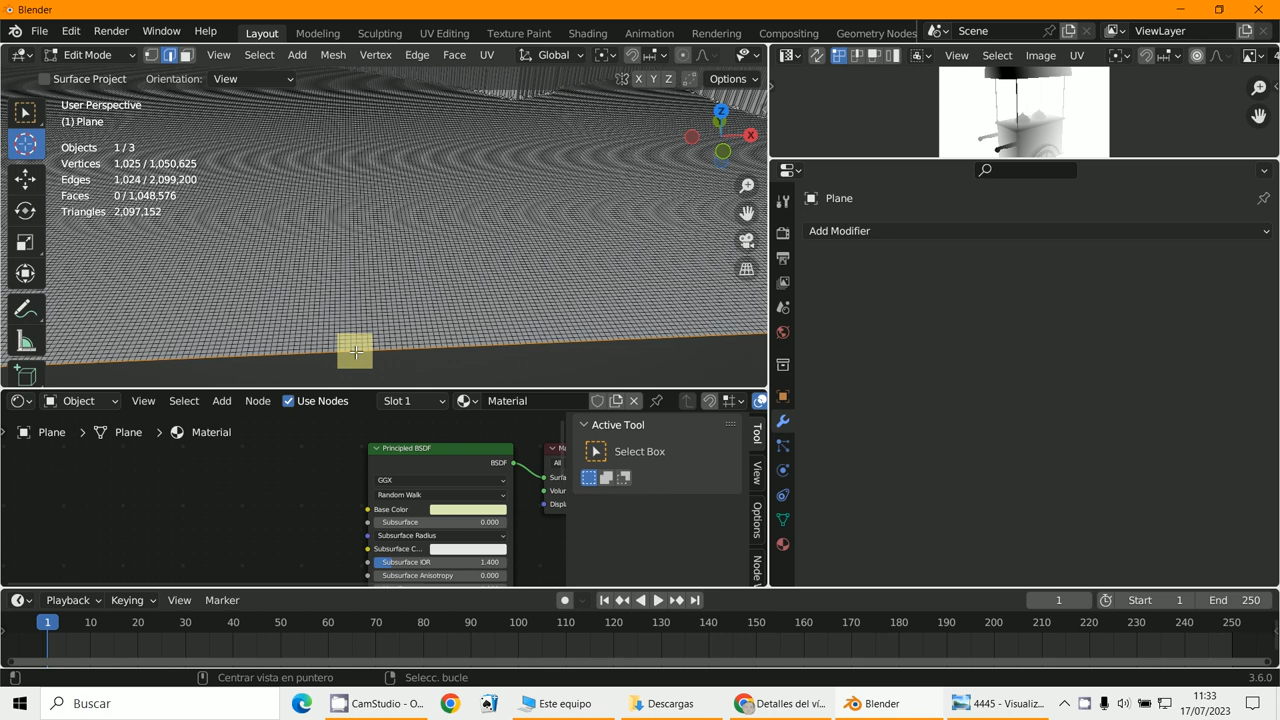 Blender
File Edit Render Window Help Layout Modeling Sculpting UV Editing Texture Paint Shading Animation Rendering Compositing Geometry Nodes Scene ViewLayer
Edit Mode View Select Add Mesh Vertex Edge Face UV Global
View Select Image UV
Surface Project Orientation: View X Y Z Options
User Perspective
(1) Plane
Objects 1 / 3
Vertices 1,025 / 1,050,625
Edges 1,024 / 2,099,200
Faces 0 / 1,048,576
Triangles 2,097,152
Z
X
Plane
Add Modifier
Object View Select Add Node Use Nodes Slot 1 Material
Plane Plane Material
Active Tool
Select Box
Tool
View
Options
Node
Principled BSDF
BSDF
GGX
Random Walk
Base Color
Subsurface 0.000
Subsurface Radius
Subsurface C...
Subsurface IOR 1.400
Subsurface Anisotropy 0.000
Ma
All
Surfa
Volur
Displ
Playback Keying View Marker 1 Start 1 End 250
1 10 20 30 40 50 60 70 80 90 100 110 120 130 140 150 160 170 180 190 200 210 220 230 240 250
Centrar vista en puntero Selecc. bucle 3.6.0
Buscar CamStudio - O... Este equipo Descargas Detalles del ví... Blender 4445 - Visualiz...
11:33
17/07/2023